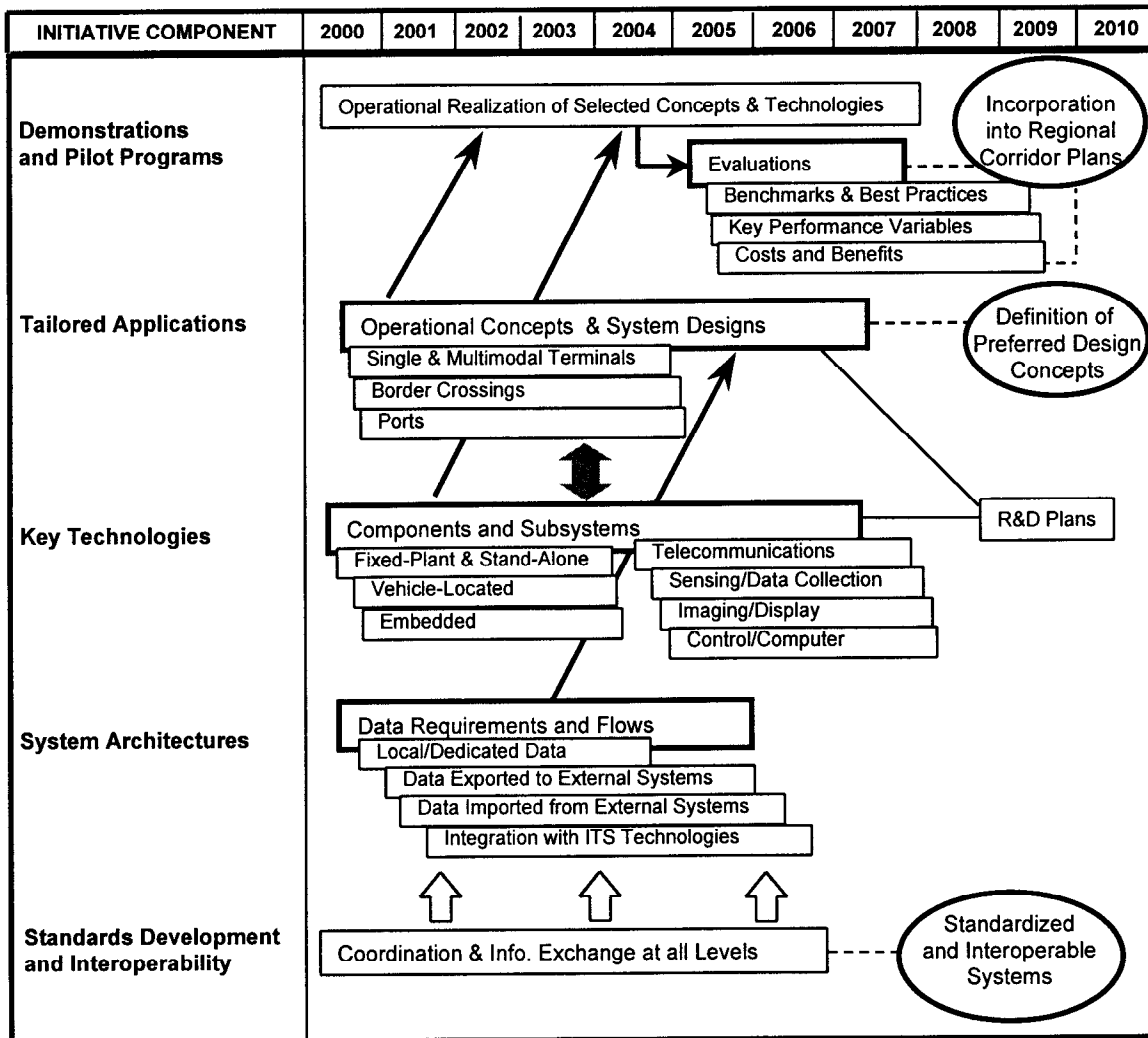 INITIATIVE COMPONENT 2000 2001 2002 2003 2004 2005 2006 2007 2008 2009 2010
Demonstrations
and Pilot Programs
Operational Realization of Selected Concepts & Technologies
Incorporation
into Regional
Corridor Plans
Evaluations
Benchmarks & Best Practices
Key Performance Variables
Costs and Benefits
Tailored Applications
Operational Concepts & System Designs
Single & Multimodal Terminals
Border Crossings
Ports
Definition of
Preferred Design
Concepts
Key Technologies
Components and Subsystems
R&D Plans
Fixed-Plant & Stand-Alone
Vehicle-Located
Embedded
Telecommunications
Sensing/Data Collection
Imaging/Display
Control/Computer
System Architectures
Data Requirements and Flows
Local/Dedicated Data
Data Exported to External Systems
Data Imported from External Systems
Integration with ITS Technologies
Standards Development
and Interoperability
Coordination & Info. Exchange at all Levels
Standardized
and Interoperable
Systems